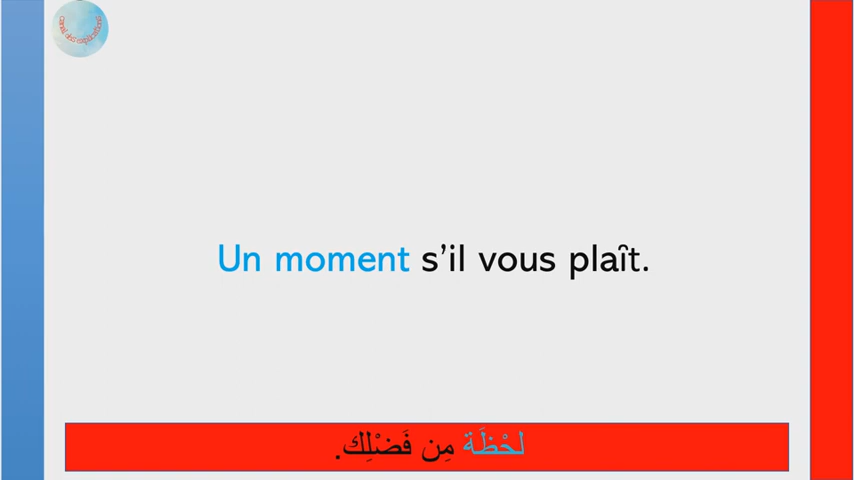 Un moment s'il vous plaît.
لَحْظَة مِن فَضْلِك.